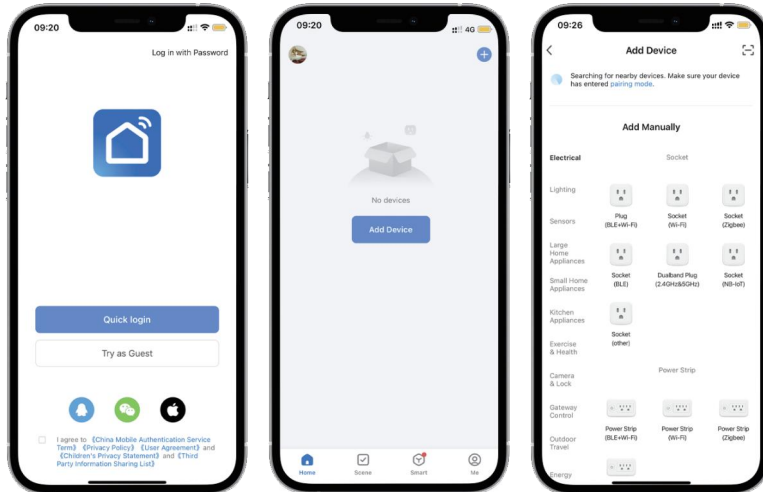 09:20
Log in with Password
Quick login
Try as Guest
I agree to 《China Mobile Authentication Service
Term》《Privacy Policy》《User Agreement》and
《Children's Privacy Statement》and《Third
Party Information Sharing List》
09:20
4G
No devices
Add Device
Home
Scene
Smart
Me
09:26
Add Device
Searching for nearby devices. Make sure your device
has entered pairing mode.
Add Manually
Electrical
Lighting
Sensors
Large
Home
Appliances
Small Home
Appliances
Kitchen
Appliances
Exercise
& Health
Camera
& Lock
Gateway
Control
Outdoor
Travel
Energy
Socket
Plug
(BLE+Wi-Fi)
Socket
(Wi-Fi)
Socket
(Zigbee)
Socket
(BLE)
Dualband Plug
(2.4GHz&5GHz)
Socket
(NB-IoT)
Socket
(other)
Power Strip
Power Strip
(BLE+Wi-Fi)
Power Strip
(Wi-Fi)
Power Strip
(Zigbee)